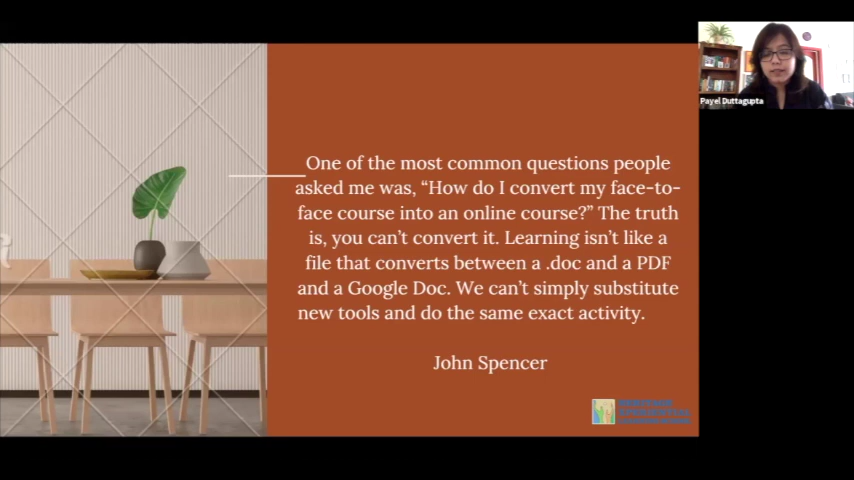 One of the most common questions people
asked me was, “How do I convert my face-to-
face course into an online course?” The truth
is, you can’t convert it. Learning isn’t like a
file that converts between a .doc and a PDF
and a Google Doc. We can’t simply substitute
new tools and do the same exact activity.
John Spencer
Payel Duttagupta